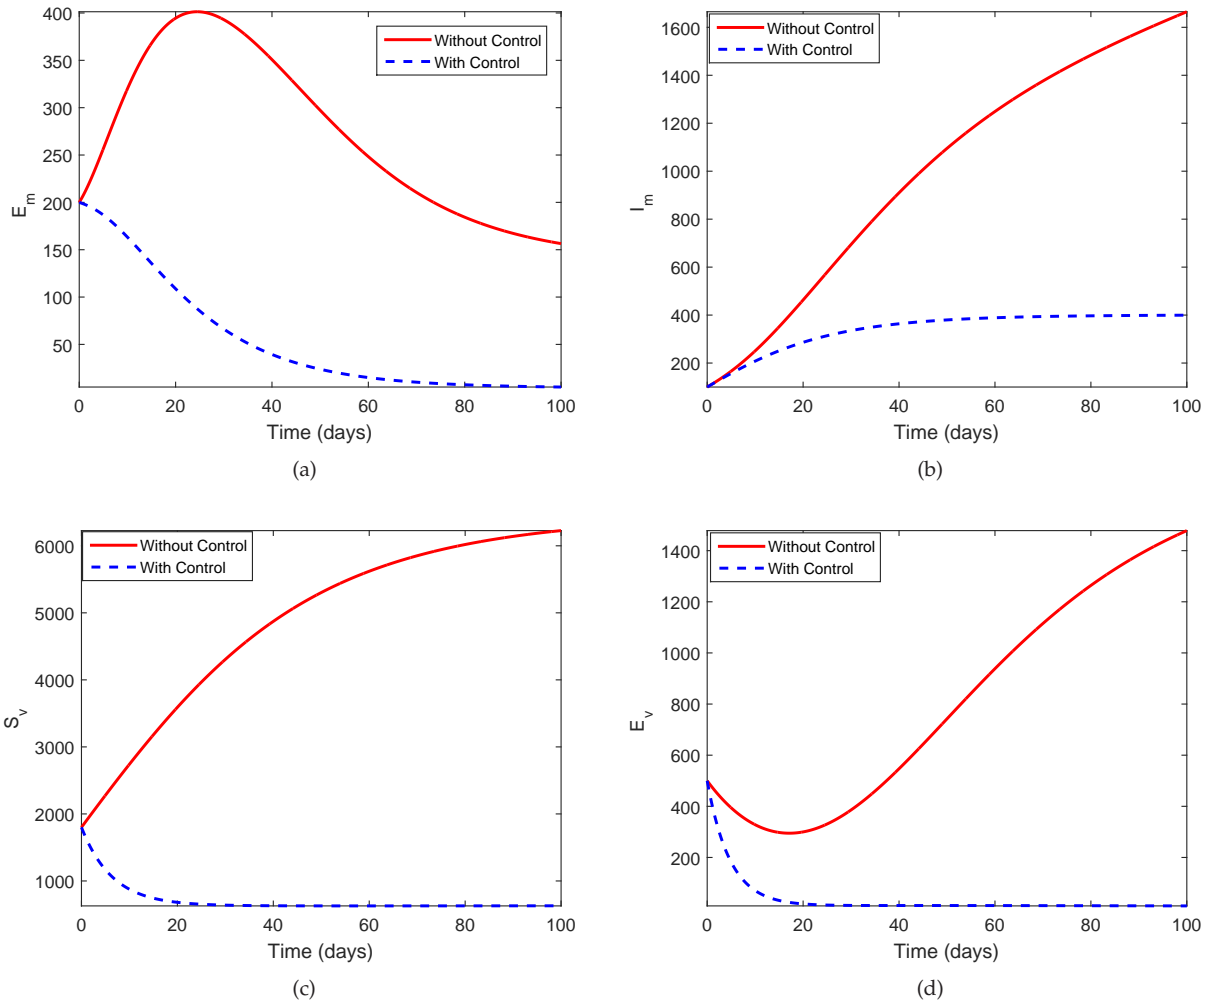 400
350
300
250
200
150
100
50
E_m
0 20 40 60 80 100
Time (days)
Without Control
With Control
(a)
1600
1400
1200
1000
800
600
400
200
I_m
0 20 40 60 80 100
Time (days)
Without Control
With Control
(b)
6000
5000
4000
3000
2000
1000
S_v
0 20 40 60 80 100
Time (days)
Without Control
With Control
(c)
1400
1200
1000
800
600
400
200
E_v
0 20 40 60 80 100
Time (days)
Without Control
With Control
(d)